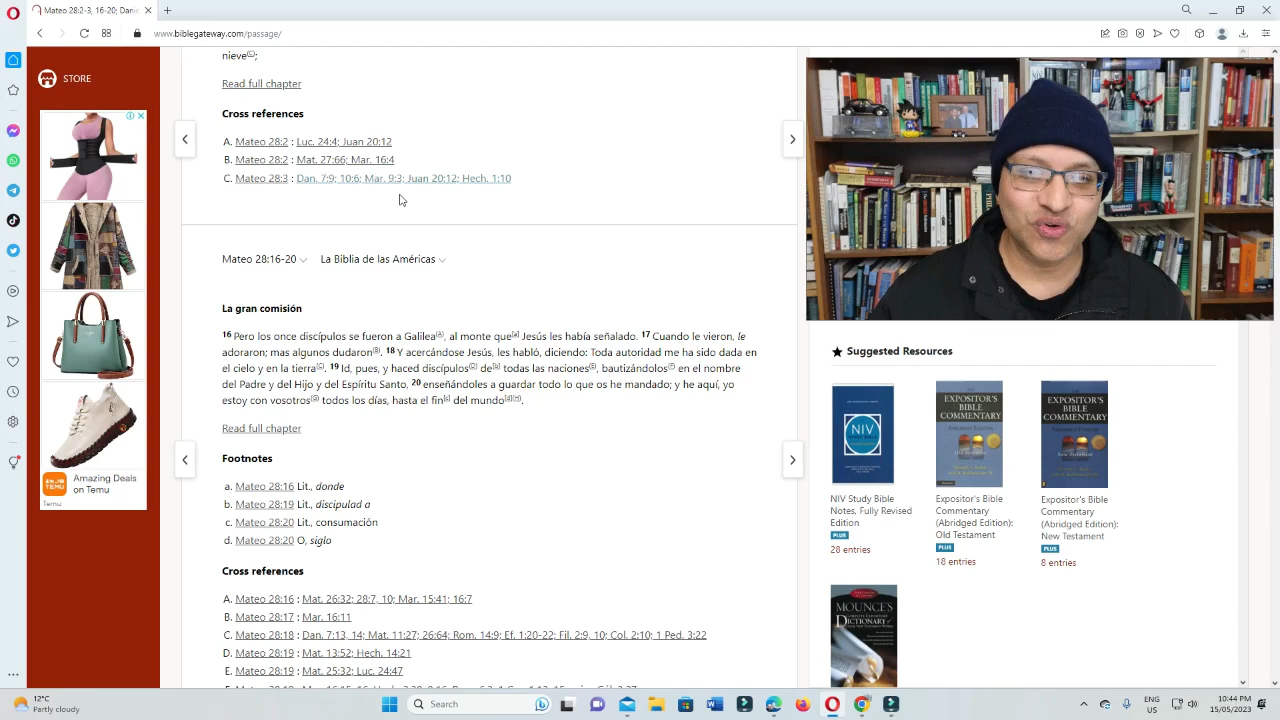 Mateo 28:2-3, 16-20; Dan
www.biblegateway.com/passage/
STORE
nieve[C];
Read full chapter
Cross references
A. Mateo 28:2 : Luc. 24:4; Juan 20:12
B. Mateo 28:2 : Mat. 27:66; Mar. 16:4
C. Mateo 28:3 : Dan. 7:9; 10:6; Mar. 9:3; Juan 20:12; Hech. 1:10
Mateo 28:16-20 La Biblia de las Américas
La gran comisión
16 Pero los once discípulos se fueron a Galilea[A], al monte que[a] Jesús les había señalado. 17 Cuando le vieron, le
adoraron; mas algunos dudaron[B]. 18 Y acercándose Jesús, les habló, diciendo: Toda autoridad me ha sido dada en
el cielo y en la tierra[C]. 19 Id, pues, y haced discípulos[D] de[b] todas las naciones[E], bautizándolos[F] en el nombre
del Padre y del Hijo y del Espíritu Santo, 20 enseñándoles a guardar todo lo que os he mandado; y he aquí, yo
estoy con vosotros[G] todos los días, hasta el fin[c] del mundo[d][H].
Read full chapter
Footnotes
a. Mateo 28:16 Lit., donde
b. Mateo 28:19 Lit., discipulad a
c. Mateo 28:20 Lit., consumación
d. Mateo 28:20 O, siglo
Cross references
A. Mateo 28:16 : Mat. 26:32; 28:7, 10; Mar. 15:41; 16:7
B. Mateo 28:17 : Mar. 16:11
Mateo 28:18 : Dan. 7:13, 14; Mat. 11:27; 26:64; Rom. 14:9; Ef. 1:20-22; Fil. 2:9, 10; Col. 2:10; 1 Ped. 3:22
D. Mateo 28:19 : Mat. 13:52; Hech. 14:21
E. Mateo 28:19 : Mat. 25:32; Luc. 24:47
Amazing Deals
on Temu
Temu
Suggested Resources
NIV
EXPOSITOR'S
BIBLE
COMMENTARY
EXPOSITOR'S
BIBLE
COMMENTARY
NIV Study Bible
Notes, Fully Revised
Edition
PLUS
28 entries
Expositor's Bible
Commentary
(Abridged Edition):
Old Testament
PLUS
18 entries
Expositor's Bible
Commentary
(Abridged Edition):
New Testament
PLUS
8 entries
MOUNCE'S
DICTIONARY
12°C
Partly cloudy
Search
ENG
US
10:44 PM
15/05/2023